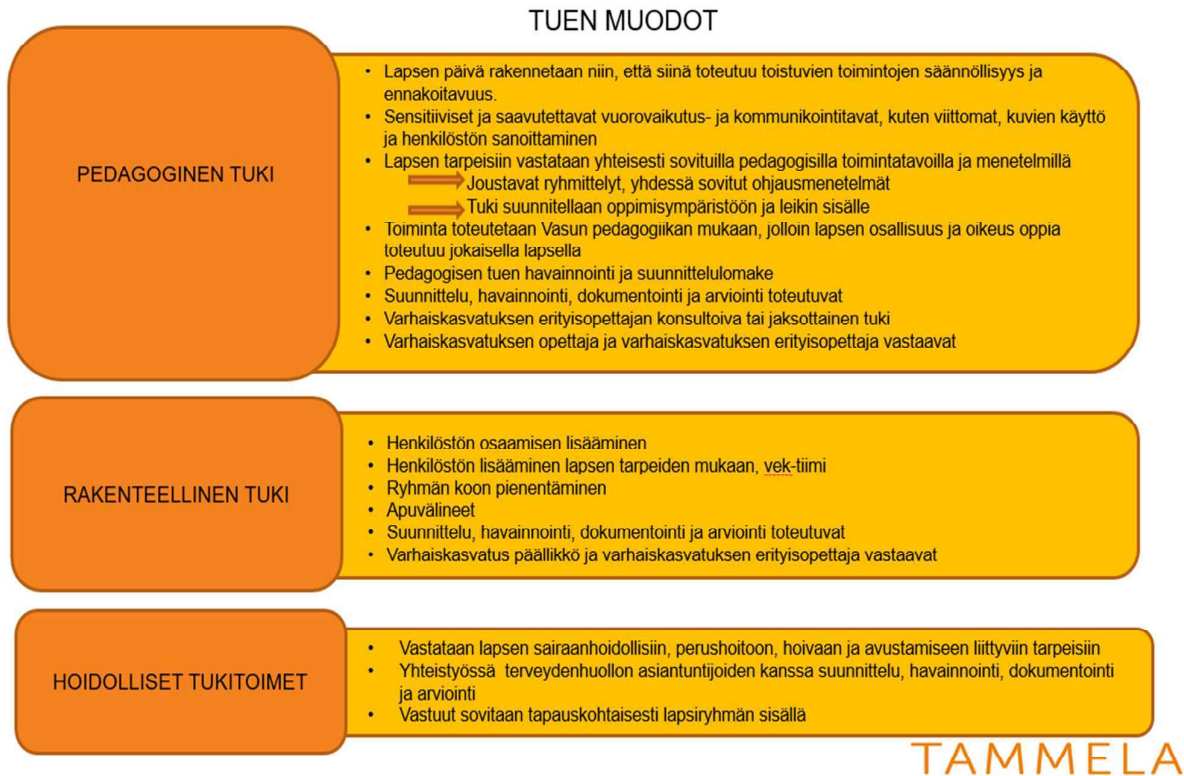 TUEN MUODOT
PEDAGOGINEN TUKI
• Lapsen päivä rakennetaan niin, että siinä toteutuu toistuvien toimintojen säännöllisyys ja
ennakoitavuus.
• Sensitiiviset ja saavutettavat vuorovaikutus- ja kommunikointitavat, kuten viittomat, kuvien käyttö
ja henkilöstön sanoittaminen
• Lapsen tarpeisiin vastataan yhteisesti sovituilla pedagogisilla toimintatavoilla ja menetelmillä
Joustavat ryhmittelyt, yhdessä sovitut ohjausmenetelmät
Tuki suunnitellaan oppimisympäristöön ja leikin sisälle
• Toiminta toteutetaan Vasun pedagogiikan mukaan, jolloin lapsen osallisuus ja oikeus oppia
toteutuu jokaisella lapsella
• Pedagogisen tuen havainnointi ja suunnittelulomake
• Suunnittelu, havainnointi, dokumentointi ja arviointi toteutuvat
• Varhaiskasvatuksen erityisopettajan konsultoiva tai jaksottainen tuki
• Varhaiskasvatuksen opettaja ja varhaiskasvatuksen erityisopettaja vastaavat
RAKENTEELLINEN TUKI
• Henkilöstön osaamisen lisääminen
• Henkilöstön lisääminen lapsen tarpeiden mukaan, vek-tiimi
• Ryhmän koon pienentäminen
• Apuvälineet
• Suunnittelu, havainnointi, dokumentointi ja arviointi toteutuvat
• Varhaiskasvatus päällikkö ja varhaiskasvatuksen erityisopettaja vastaavat
HOIDOLLISET TUKITOIMET
• Vastataan lapsen sairaanhoidollisiin, perushoitoon, hoivaan ja avustamiseen liittyviin tarpeisiin
• Yhteistyössä terveydenhuollon asiantuntijoiden kanssa suunnittelu, havainnointi, dokumentointi
ja arviointi
• Vastuut sovitaan tapauskohtaisesti lapsiryhmän sisällä
TAMMELA